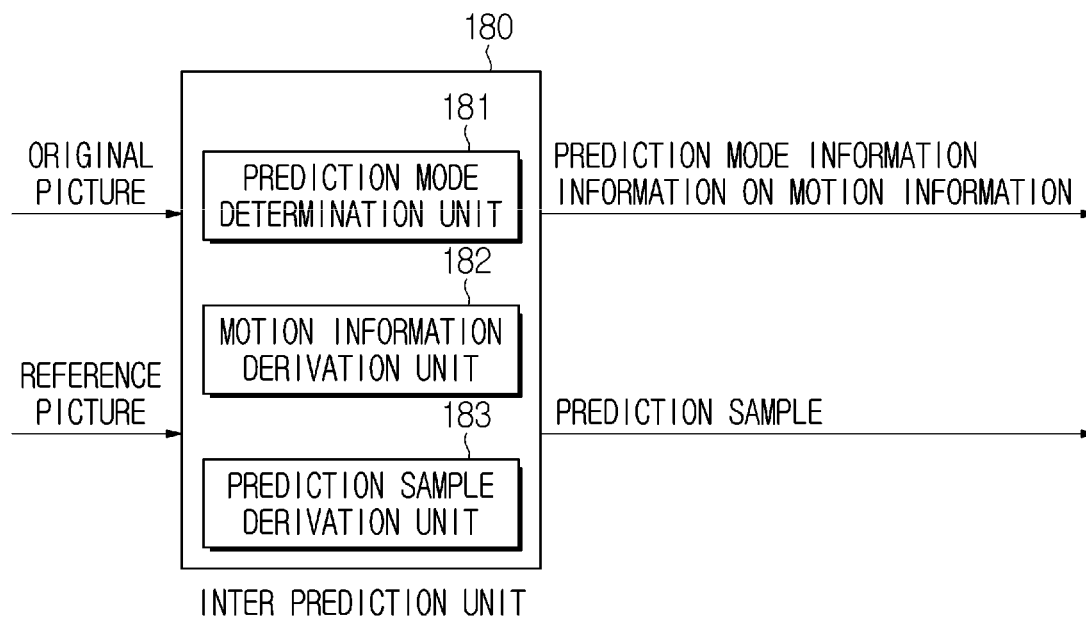 180
ORIGINAL
PICTURE
181
PREDICTION MODE
DETERMINATION UNIT
PREDICTION MODE INFORMATION
INFORMATION ON MOTION INFORMATION
182
MOTION INFORMATION
DERIVATION UNIT
REFERENCE
PICTURE
183
PREDICTION SAMPLE
DERIVATION UNIT
PREDICTION SAMPLE
INTER PREDICTION UNIT